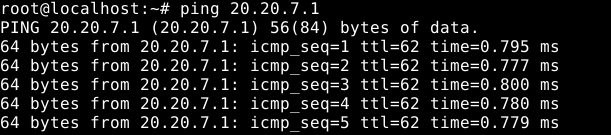 root@localhost:~# ping 20.20.7.1
PING 20.20.7.1 (20.20.7.1) 56(84) bytes of data.
64 bytes from 20.20.7.1: icmp_seq=1 ttl=62 time=0.795 ms
64 bytes from 20.20.7.1: icmp_seq=2 ttl=62 time=0.777 ms
64 bytes from 20.20.7.1: icmp_seq=3 ttl=62 time=0.800 ms
64 bytes from 20.20.7.1: icmp_seq=4 ttl=62 time=0.780 ms
64 bytes from 20.20.7.1: icmp_seq=5 ttl=62 time=0.779 ms